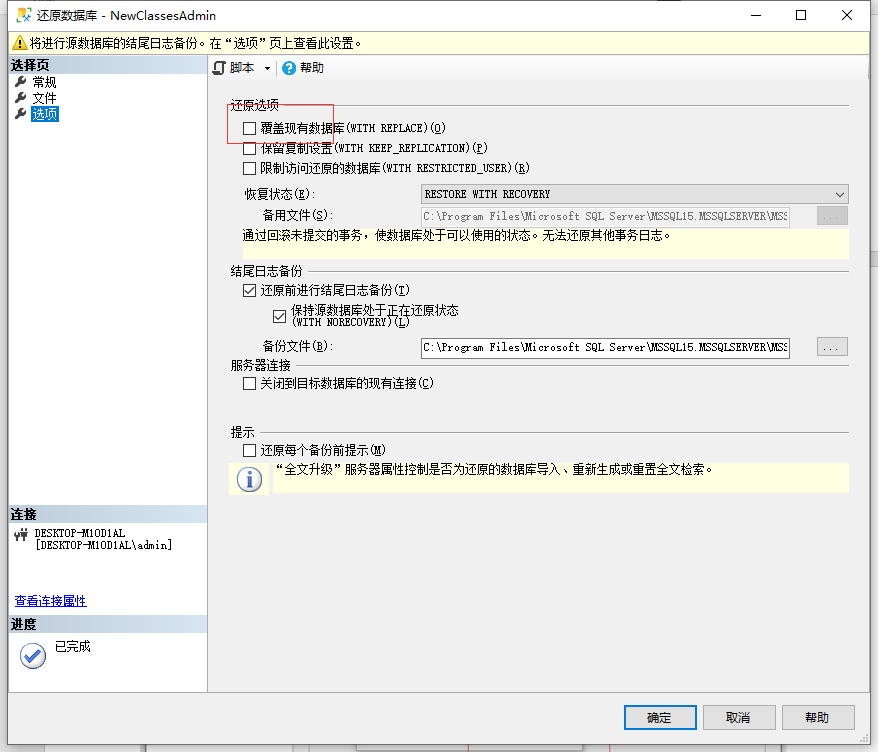 还原数据库 - NewClassesAdmin
将进行源数据库的结尾日志备份。在“选项”页上查看此设置。
选择页
常规
文件
选项
脚本
帮助
还原选项
覆盖现有数据库(WITH REPLACE)(O)
保留复制设置(WITH KEEP_REPLICATION)(P)
限制访问还原的数据库(WITH RESTRICTED_USER)(R)
恢复状态(E):
RESTORE WITH RECOVERY
备用文件(S):
C:\Program Files\Microsoft SQL Server\MSSQL15.MSSQLSERVER\MSS
...
通过回滚未提交的事务，使数据库处于可以使用的状态。无法还原其他事务日志。
结尾日志备份
还原前进行结尾日志备份(T)
保持源数据库处于正在还原状态
(WITH NORECOVERY)(L)
备份文件(B):
C:\Program Files\Microsoft SQL Server\MSSQL15.MSSQLSERVER\MSS
...
服务器连接
关闭到目标数据库的现有连接(C)
提示
还原每个备份前提示(M)
“全文升级”服务器属性控制是否为还原的数据库导入、重新生成或重置全文检索。
连接
DESKTOP-M1OD1AL
[DESKTOP-M1OD1AL\admin]
查看连接属性
进度
已完成
确定
取消
帮助